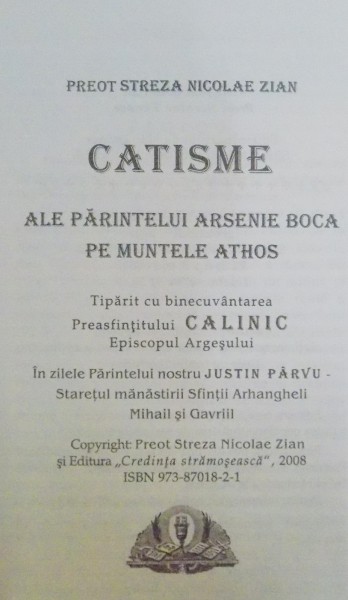 PREOT STREZA NICOLAE ZIAN
CATISME
ALE PĂRINTELUI ARSENIE BOCA
PE MUNTELE ATHOS
Tipărit cu binecuvântarea
Preasfinţitului CALINIC
Episcopul Argeşului
În zilele Părintelui nostru JUSTIN PÂRVU -
Stareţul mănăstirii Sfinţii Arhangheli
Mihail şi Gavriil
Copyright: Preot Streza Nicolae Zian
şi Editura „Credinţa strămoşească“, 2008
ISBN 973-87018-2-1